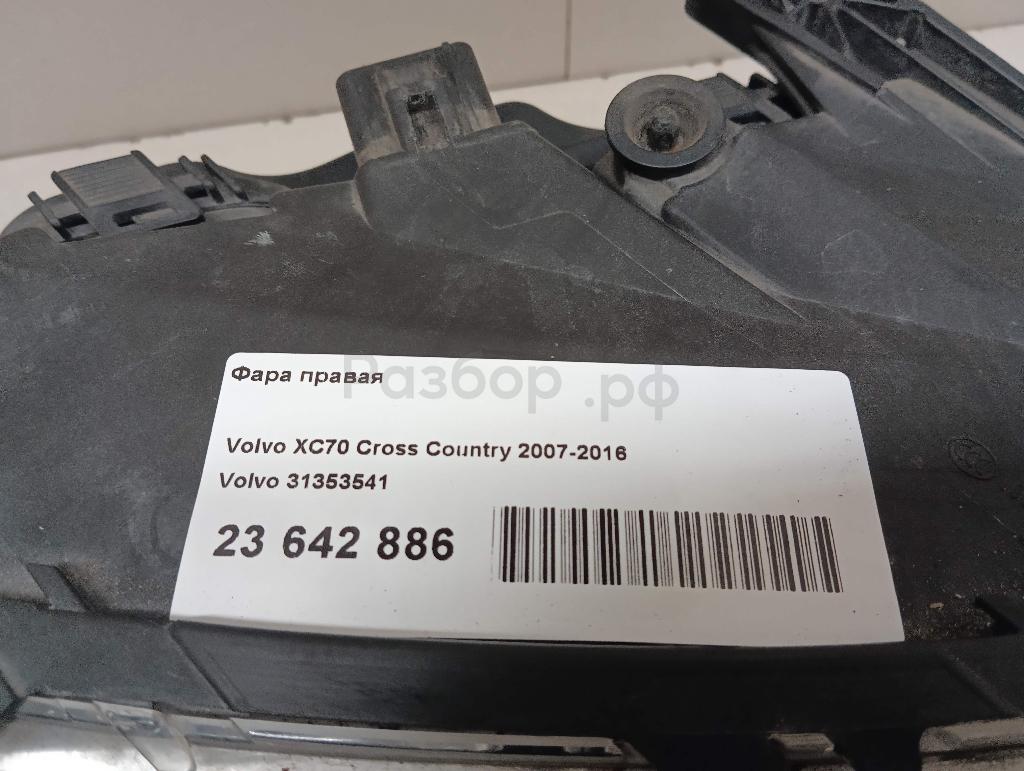 Фара правая
Разбор.рф
Volvo XC70 Cross Country 2007-2016
Volvo 31353541
23 642 886